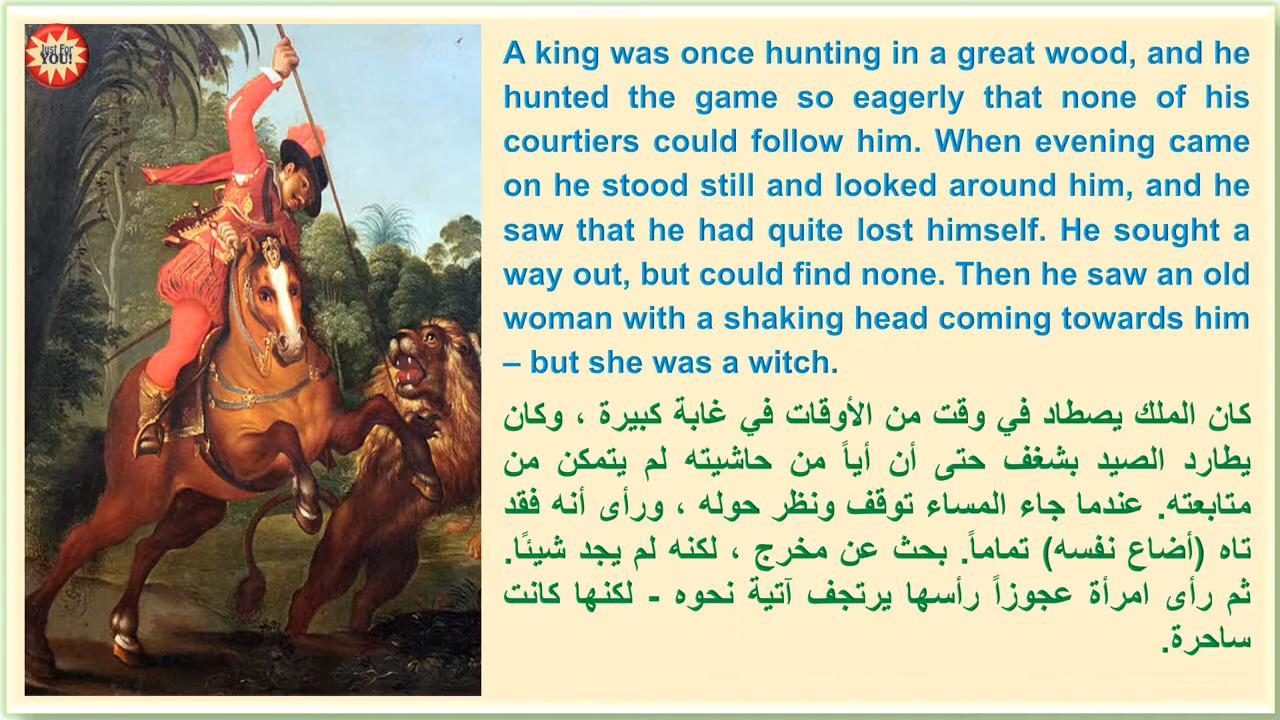 Just For
YOU!
A king was once hunting in a great wood, and he
hunted the game so eagerly that none of his
courtiers could follow him. When evening came
on he stood still and looked around him, and he
saw that he had quite lost himself. He sought a
way out, but could find none. Then he saw an old
woman with a shaking head coming towards him
– but she was a witch.
كان الملك يصطاد في وقت من الأوقات في غابة كبيرة ، وكان
يطارد الصيد بشغف حتى أن أياً من حاشيته لم يتمكن من
متابعته. عندما جاء المساء توقف ونظر حوله ، ورأى أنه فقد
تاه (أضاع نفسه) تماماً. بحث عن مخرج ، لكنه لم يجد شيئًا.
ثم رأى امرأة عجوزاً رأسها يرتجف آتية نحوه - لكنها كانت
ساحرة.